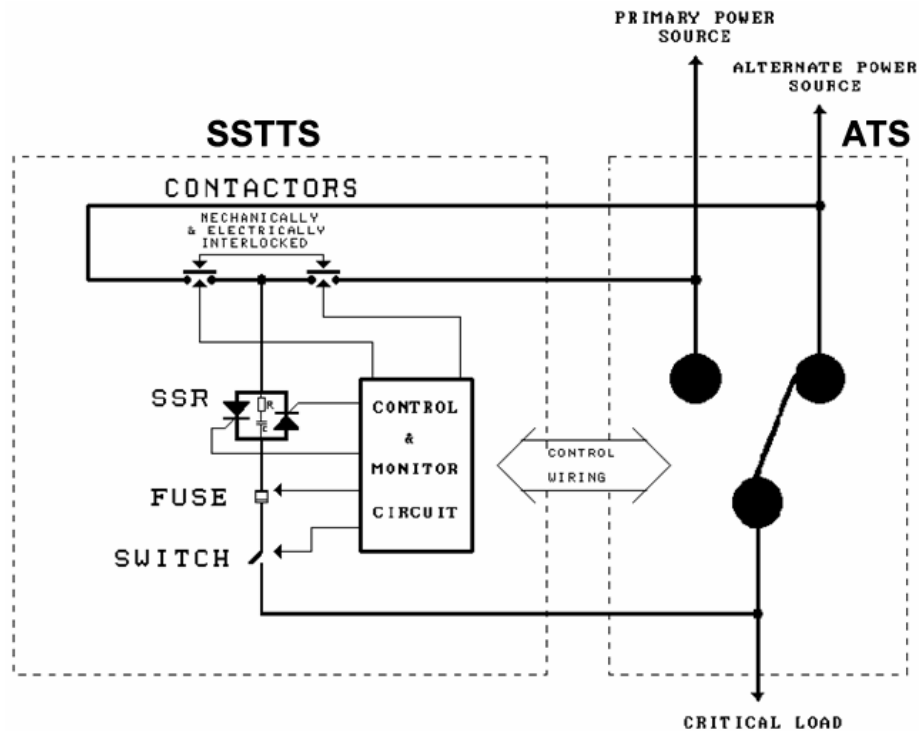 PRIMARY POWER
SOURCE
ALTERNATE POWER
SOURCE
SSTTS
ATS
CONTACTORS
MECHANICALLY
& ELECTRICALLY
INTERLOCKED
SSR
R
C
CONTROL
&
MONITOR
CIRCUIT
CONTROL
WIRING
FUSE
SWITCH
CRITICAL LOAD